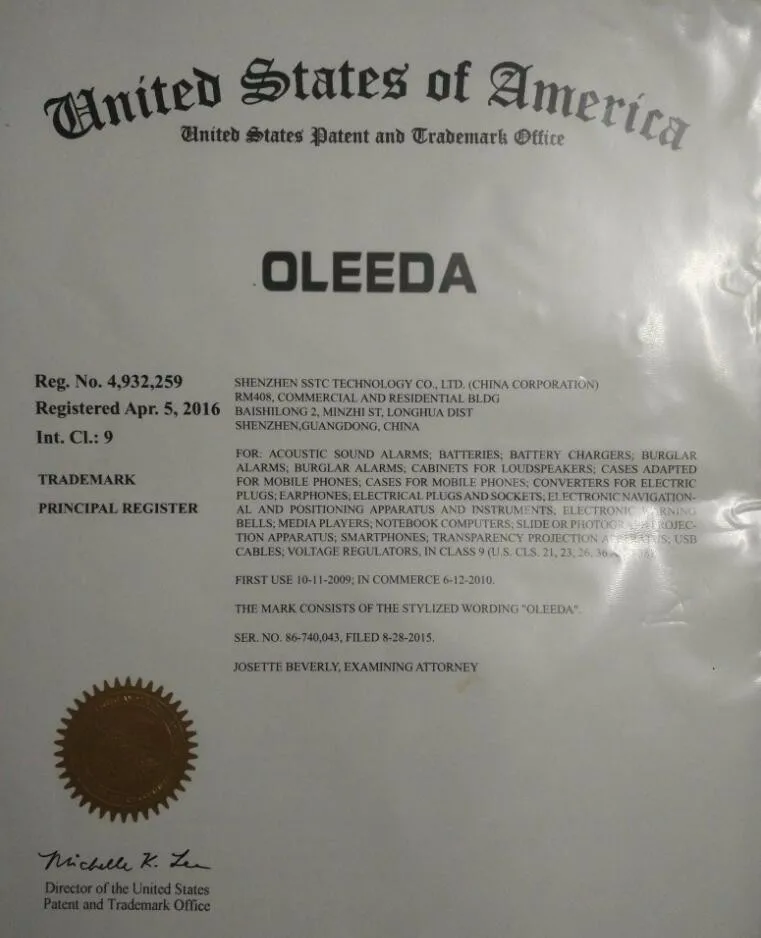 United States of America
United States Patent and Trademark Office
OLEEDA
Reg. No. 4,932,259
Registered Apr. 5, 2016
Int. Cl.: 9
TRADEMARK
PRINCIPAL REGISTER
SHENZHEN SSTC TECHNOLOGY CO., LTD. (CHINA CORPORATION)
RM408, COMMERCIAL AND RESIDENTIAL BLDG
BAISHILONG 2, MINZHI ST, LONGHUA DIST
SHENZHEN,GUANGDONG, CHINA
FOR: ACOUSTIC SOUND ALARMS; BATTERIES; BATTERY CHARGERS; BURGLAR
ALARMS; BURGLAR ALARMS; CABINETS FOR LOUDSPEAKERS; CASES ADAPTED
FOR MOBILE PHONES; CASES FOR MOBILE PHONES; CONVERTERS FOR ELECTRIC
PLUGS; EARPHONES; ELECTRICAL PLUGS AND SOCKETS; ELECTRONIC NAVIGATION-
AL AND POSITIONING APPARATUS AND INSTRUMENTS; ELECTRONIC WARNING
BELLS; MEDIA PLAYERS; NOTEBOOK COMPUTERS; SLIDE OR PROJEC-
TION APPARATUS; SMARTPHONES; TRANSPARENCY PROJECTION APPARATUS; USB
CABLES; VOLTAGE REGULATORS, IN CLASS 9 (U.S. CLS. 21, 23, 26, 36
FIRST USE 10-11-2009; IN COMMERCE 6-12-2010.
THE MARK CONSISTS OF THE STYLIZED WORDING "OLEEDA".
SER. NO. 86-740,043, FILED 8-28-2015.
JOSETTE BEVERLY, EXAMINING ATTORNEY
Michelle K. Lee
Director of the United States
Patent and Trademark Office